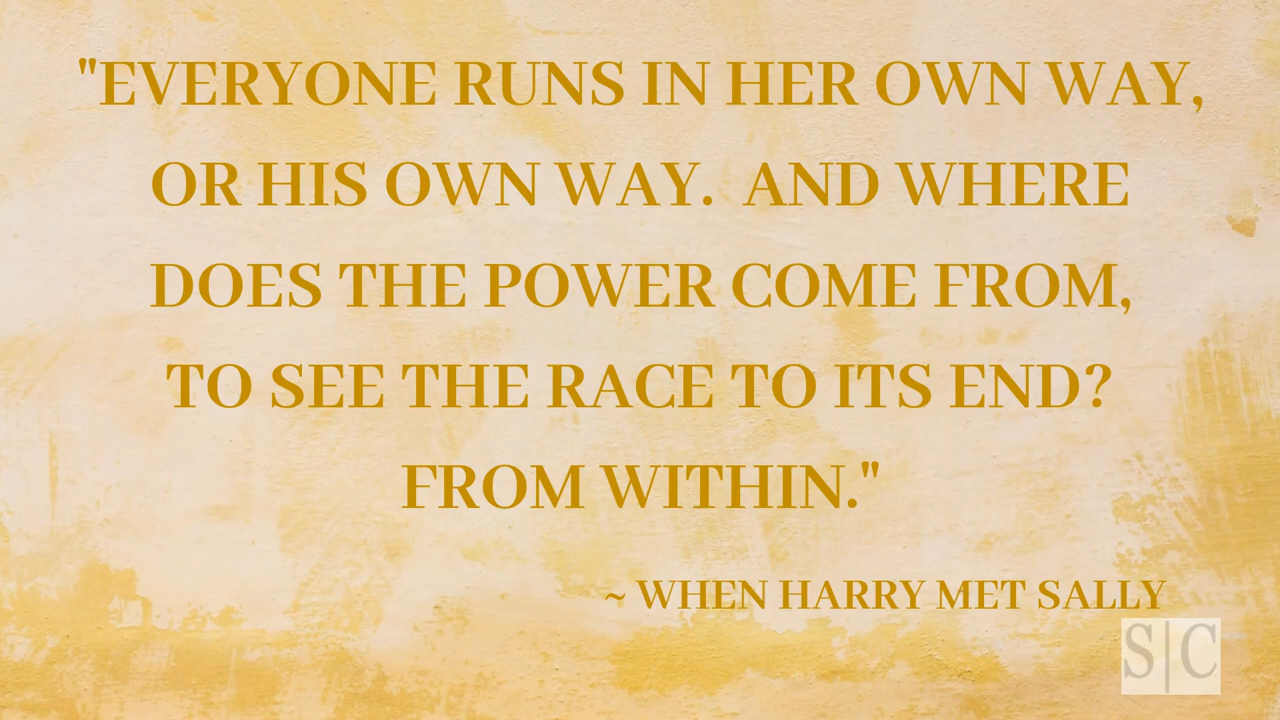 "EVERYONE RUNS IN HER OWN WAY,
OR HIS OWN WAY.  AND WHERE
DOES THE POWER COME FROM,
TO SEE THE RACE TO ITS END?
FROM WITHIN."
~ WHEN HARRY MET SALLY
S|C